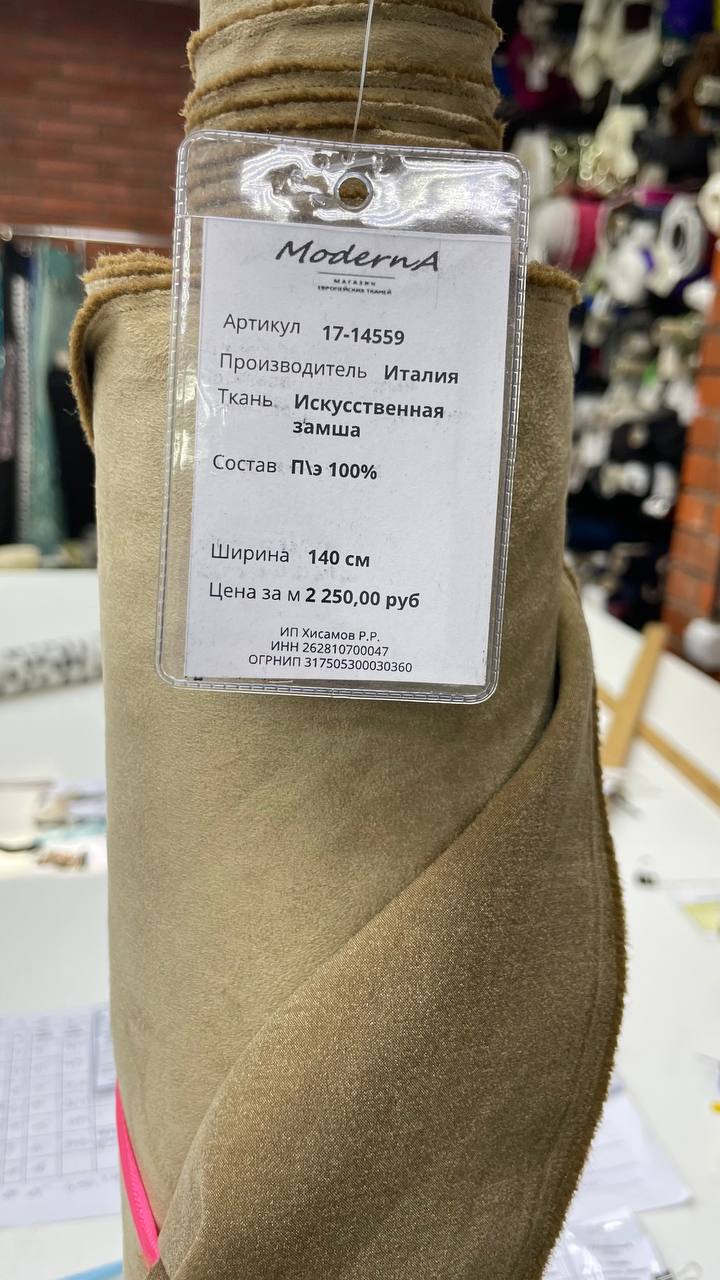 ModernA
МАГАЗИН
ЕВРОПЕЙСКИХ ТКАНЕЙ
Артикул 17-14559
Производитель Италия
Ткань Искусственная
замша
Состав П\э 100%
Ширина 140 см
Цена за м 2 250,00 руб
ИП Хисамов Р.Р.
ИНН 262810700047
ОГРНИП 317505300030360